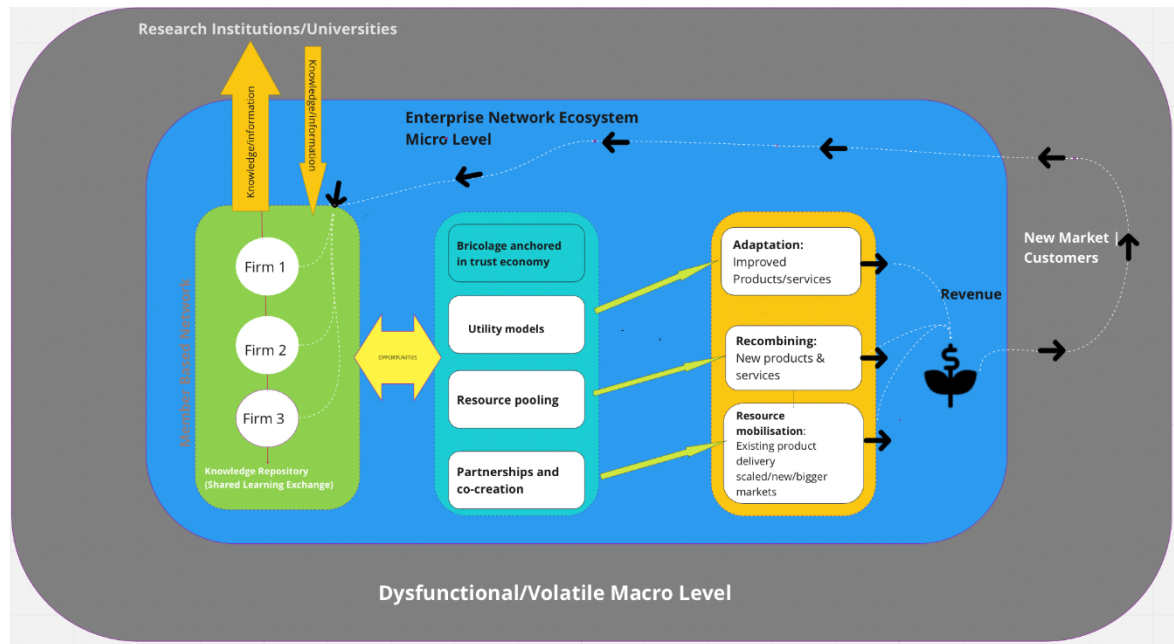 Research Institutions/Universities
Knowledge/information
Knowledge/information
Enterprise Network Ecosystem
Micro Level
Member Based Network
Firm 1
Firm 2
Firm 3
Knowledge Repository
(Shared Learning Exchange)
OPPORTUNITIES
Bricolage anchored
in trust economy
Utility models
Resource pooling
Partnerships and
co-creation
Adaptation:
Improved
Products/services
Recombining:
New products &
services
Resource
mobilisation:
Existing product
delivery
scaled/new/bigger
markets
Revenue
$
New Market |
Customers
Dysfunctional/Volatile Macro Level